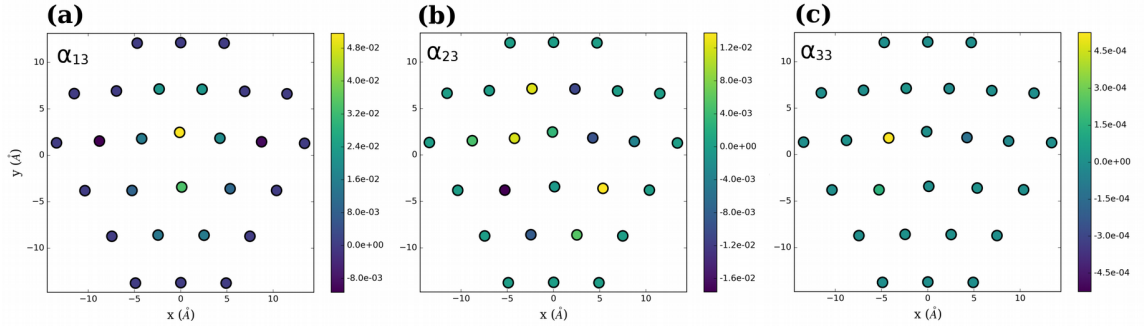 (a)
α13
10
5
0
−5
−10
−10
−5
0
5
10
x (Å)
y (Å)
4.8e-02
4.0e-02
3.2e-02
2.4e-02
1.6e-02
8.0e-03
0.0e+00
-8.0e-03
(b)
α23
10
5
0
−5
−10
−10
−5
0
5
10
x (Å)
1.2e-02
8.0e-03
4.0e-03
0.0e+00
-4.0e-03
-8.0e-03
-1.2e-02
-1.6e-02
(c)
α33
10
5
0
−5
−10
−10
−5
0
5
10
x (Å)
4.5e-04
3.0e-04
1.5e-04
0.0e+00
-1.5e-04
-3.0e-04
-4.5e-04